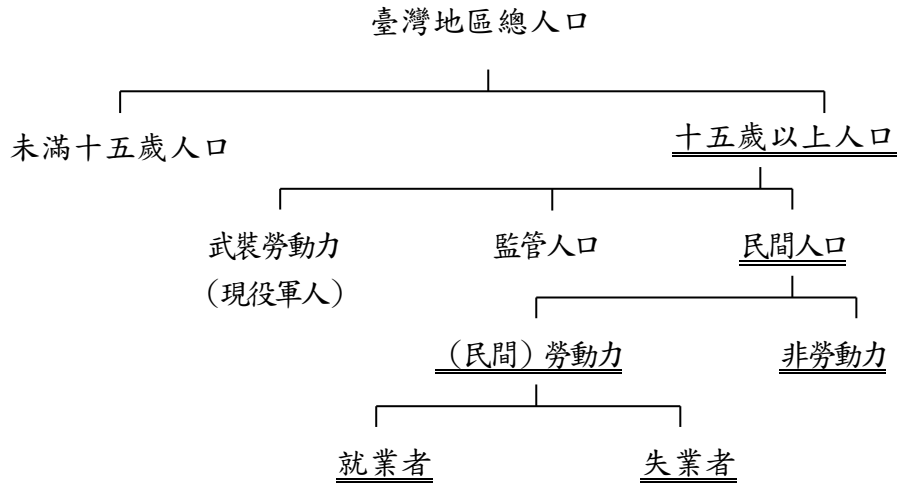 臺灣地區總人口
未滿十五歲人口
十五歲以上人口
武裝勞動力
（現役軍人）
監管人口
民間人口
（民間）勞動力
非勞動力
就業者
失業者